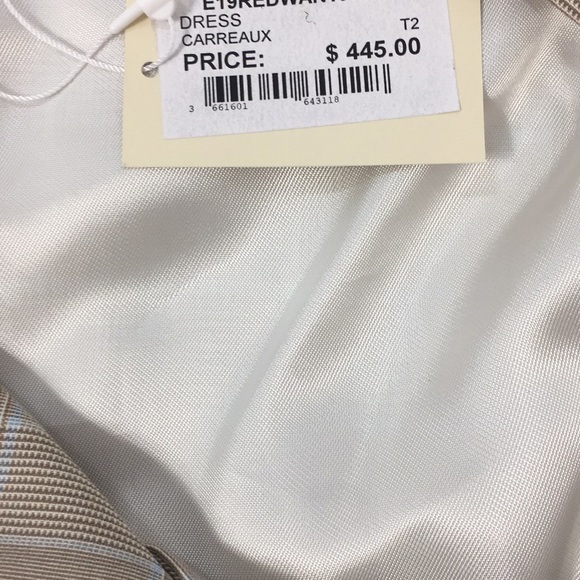 DRESS T2
CARREAUX
PRICE: $ 445.00
3 661601 643118